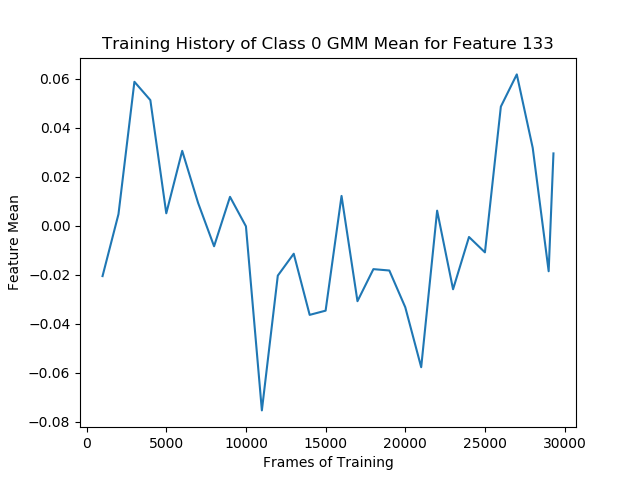 Training History of Class 0 GMM Mean for Feature 133
Feature Mean
0.06
0.04
0.02
0.00
−0.02
−0.04
−0.06
−0.08
0 5000 10000 15000 20000 25000 30000
Frames of Training